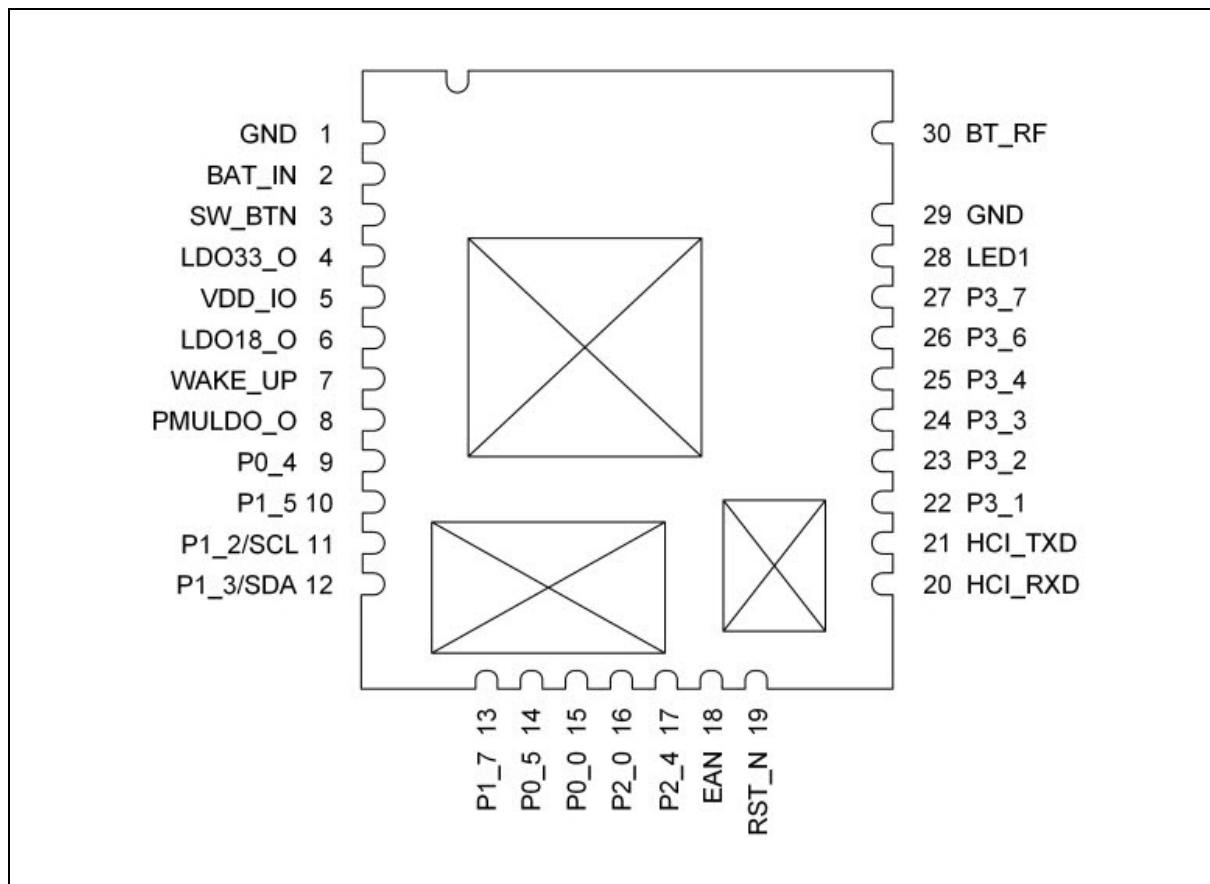 GND 1
BAT_IN 2
SW_BTN 3
LDO33_O 4
VDD_IO 5
LDO18_O 6
WAKE_UP 7
PMULDO_O 8
P0_4 9
P1_5 10
P1_2/SCL 11
P1_3/SDA 12
P1_7 13
P0_5 14
P0_0 15
P2_0 16
P2_4 17
EAN 18
RST_N 19
30 BT_RF
29 GND
28 LED1
27 P3_7
26 P3_6
25 P3_4
24 P3_3
23 P3_2
22 P3_1
21 HCI_TXD
20 HCI_RXD